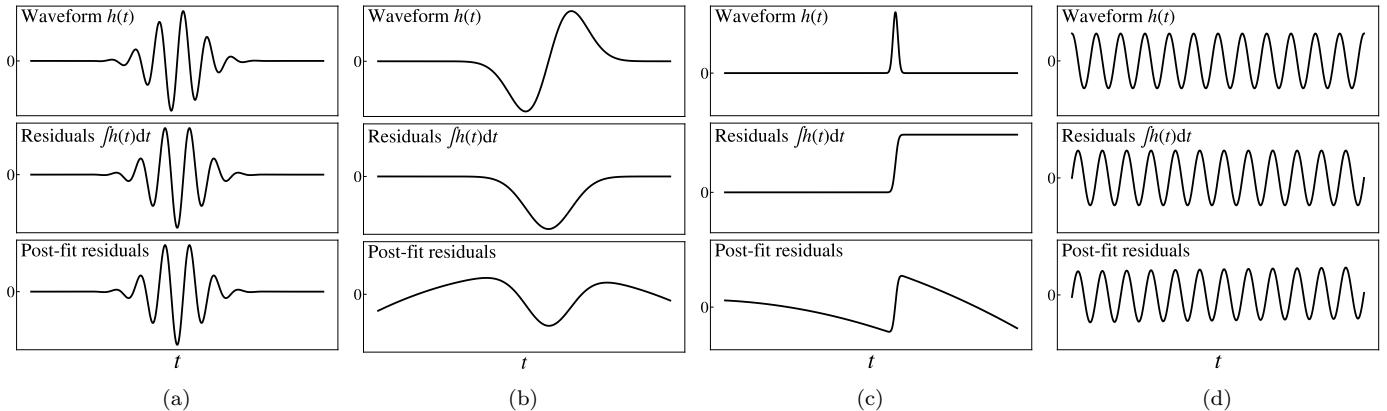 Waveform h(t)
0
Residuals ∫h(t)dt
0
Post-fit residuals
0
t
(a)
Waveform h(t)
0
Residuals ∫h(t)dt
0
Post-fit residuals
0
t
(b)
Waveform h(t)
0
Residuals ∫h(t)dt
0
Post-fit residuals
0
t
(c)
Waveform h(t)
0
Residuals ∫h(t)dt
0
Post-fit residuals
0
t
(d)